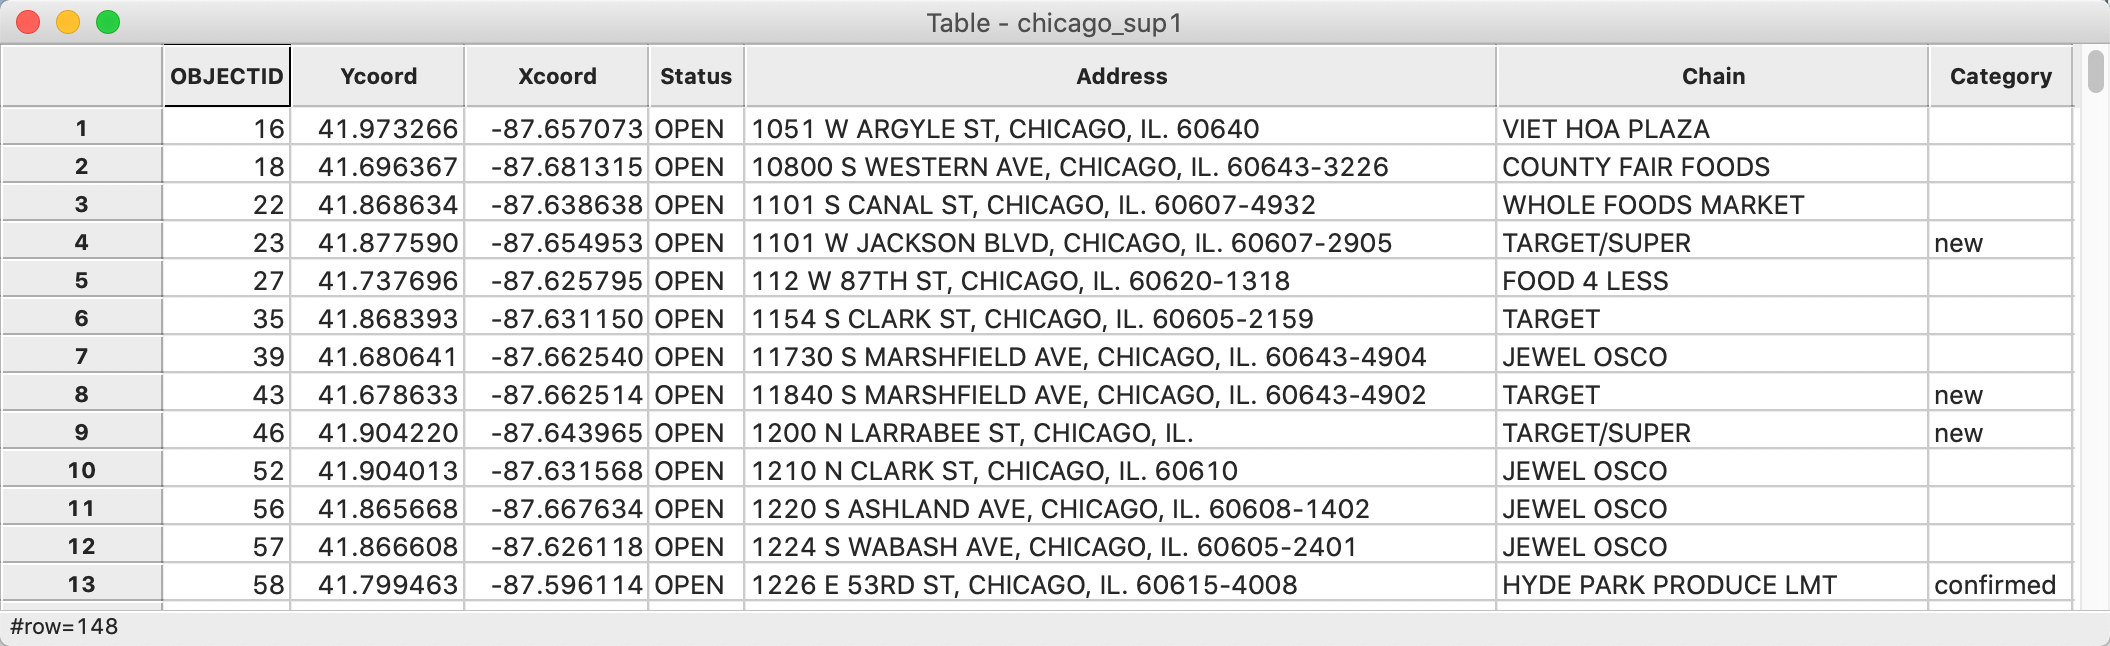 Table - chicago_sup1
OBJECTID Ycoord Xcoord Status Address Chain Category
1 16 41.973266 -87.657073 OPEN 1051 W ARGYLE ST, CHICAGO, IL. 60640 VIET HOA PLAZA
2 18 41.696367 -87.681315 OPEN 10800 S WESTERN AVE, CHICAGO, IL. 60643-3226 COUNTY FAIR FOODS
3 22 41.868634 -87.638638 OPEN 1101 S CANAL ST, CHICAGO, IL. 60607-4932 WHOLE FOODS MARKET
4 23 41.877590 -87.654953 OPEN 1101 W JACKSON BLVD, CHICAGO, IL. 60607-2905 TARGET/SUPER new
5 27 41.737696 -87.625795 OPEN 112 W 87TH ST, CHICAGO, IL. 60620-1318 FOOD 4 LESS
6 35 41.868393 -87.631150 OPEN 1154 S CLARK ST, CHICAGO, IL. 60605-2159 TARGET
7 39 41.680641 -87.662540 OPEN 11730 S MARSHFIELD AVE, CHICAGO, IL. 60643-4904 JEWEL OSCO
8 43 41.678633 -87.662514 OPEN 11840 S MARSHFIELD AVE, CHICAGO, IL. 60643-4902 TARGET new
9 46 41.904220 -87.643965 OPEN 1200 N LARRABEE ST, CHICAGO, IL. TARGET/SUPER new
10 52 41.904013 -87.631568 OPEN 1210 N CLARK ST, CHICAGO, IL. 60610 JEWEL OSCO
11 56 41.865668 -87.667634 OPEN 1220 S ASHLAND AVE, CHICAGO, IL. 60608-1402 JEWEL OSCO
12 57 41.866608 -87.626118 OPEN 1224 S WABASH AVE, CHICAGO, IL. 60605-2401 JEWEL OSCO
13 58 41.799463 -87.596114 OPEN 1226 E 53RD ST, CHICAGO, IL. 60615-4008 HYDE PARK PRODUCE LMT confirmed
#row=148